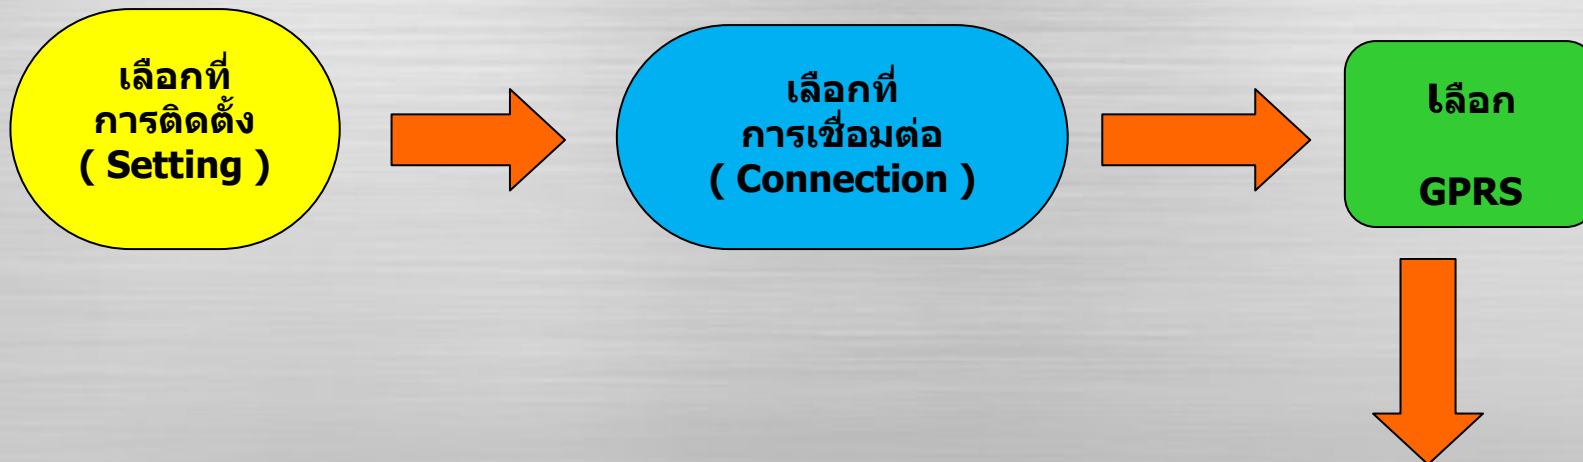 เลือกที่
การติดตั้ง
( Setting )
เลือกที่
การเชื่อมต่อ
( Connection )
เลือก
GPRS